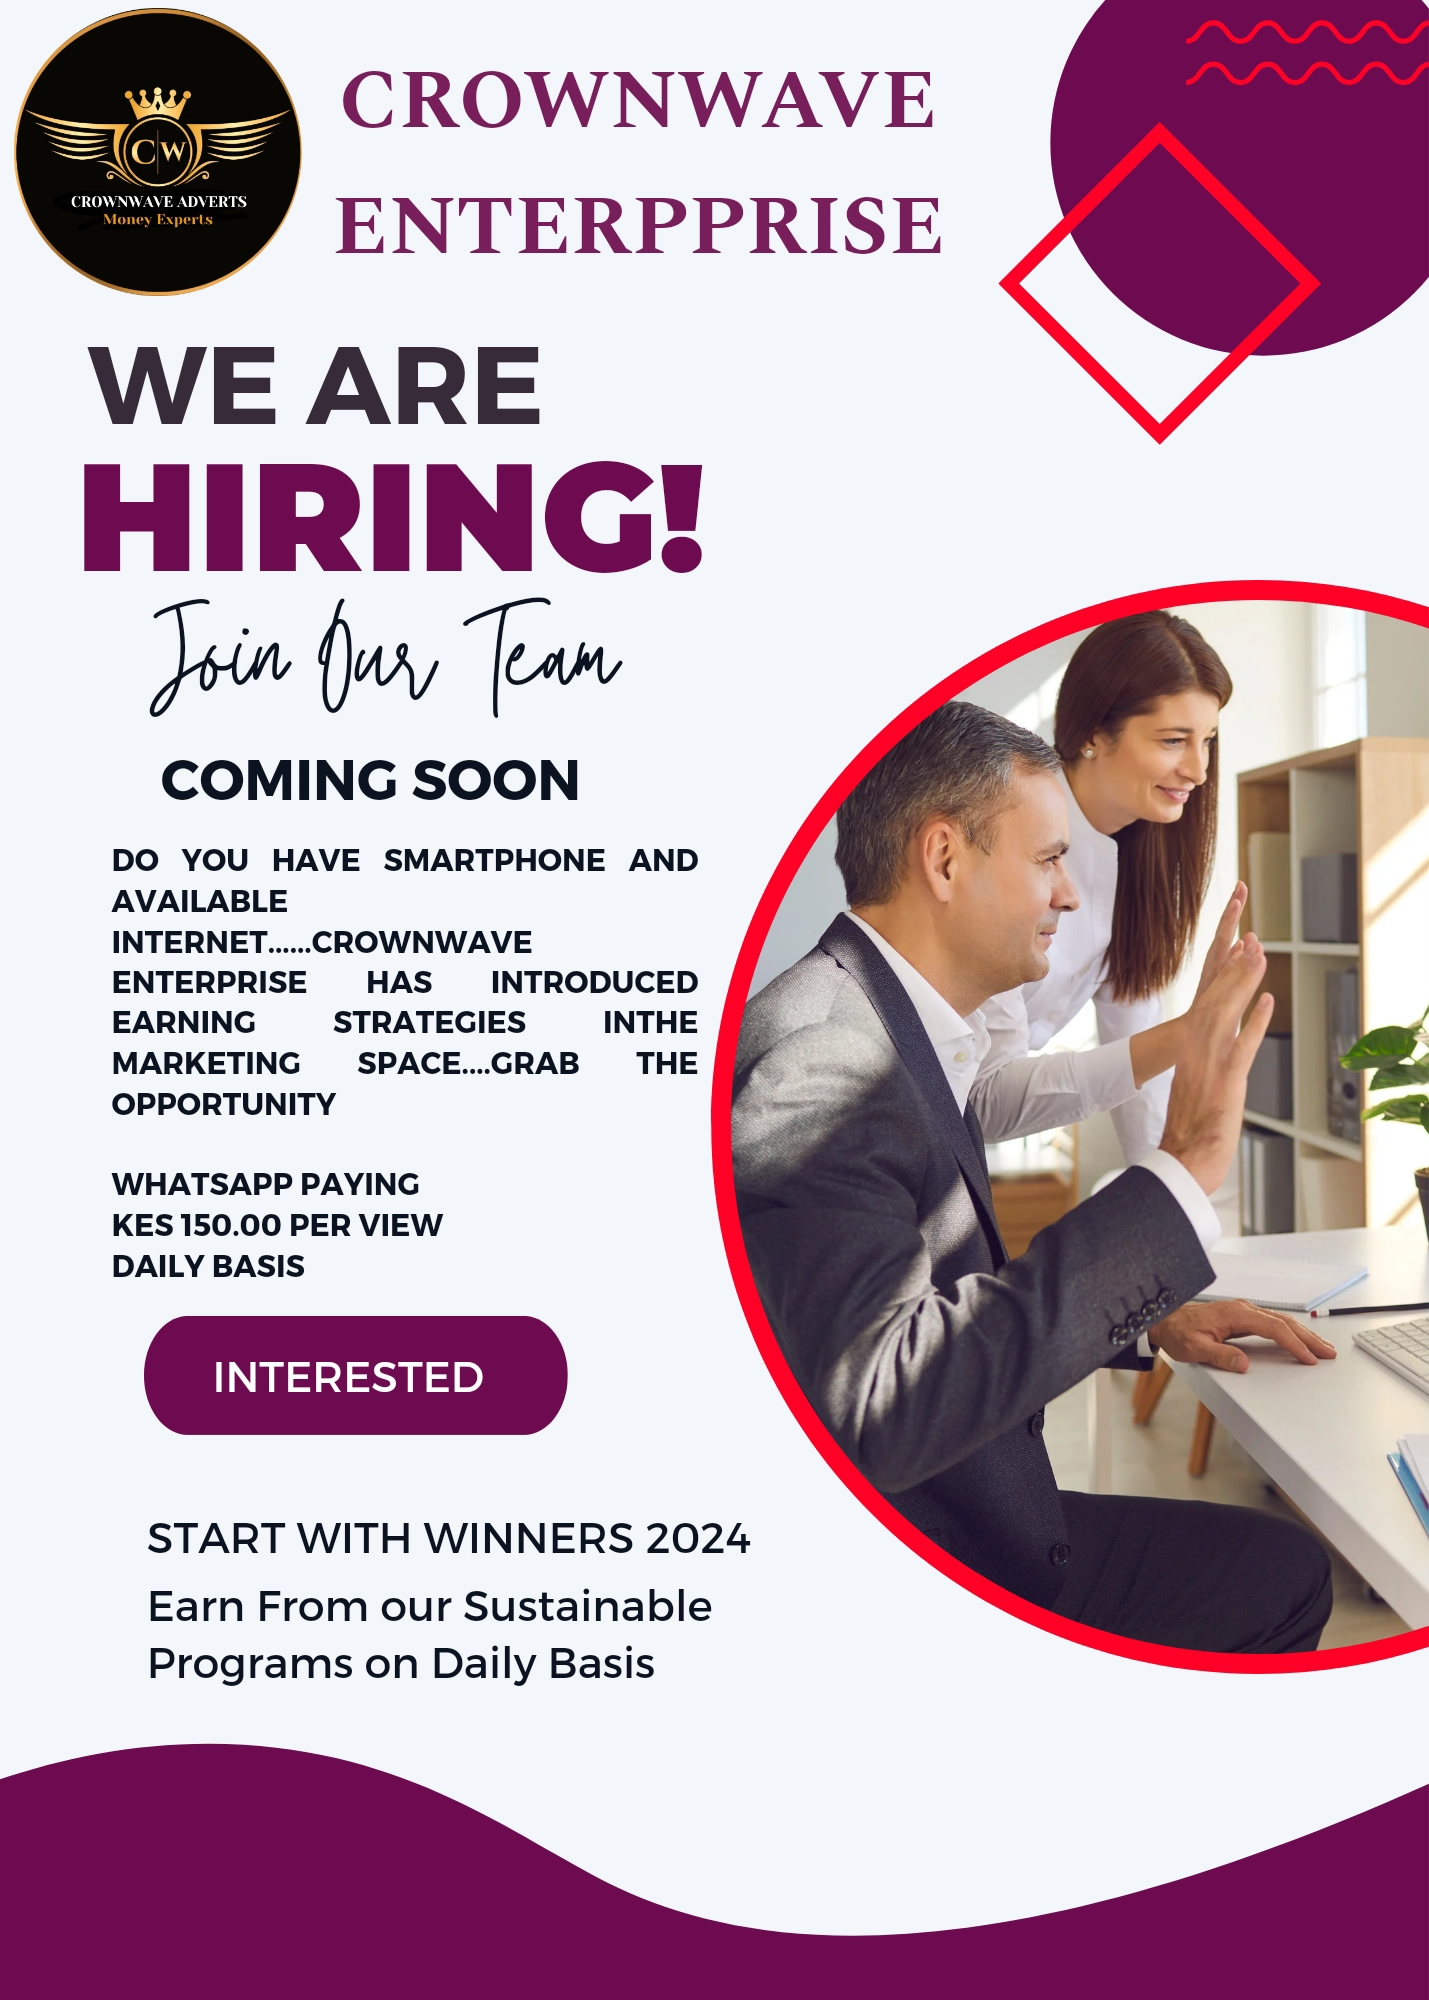 C|W
CROWNWAVE ADVERTS
Money Experts
CROWNWAVE
ENTERPPRISE
WE ARE
HIRING!
Join Our Team
COMING SOON
DO YOU HAVE SMARTPHONE AND
AVAILABLE
INTERNET......CROWNWAVE
ENTERPRISE HAS INTRODUCED
EARNING STRATEGIES INTHE
MARKETING SPACE....GRAB THE
OPPORTUNITY
WHATSAPP PAYING
KES 150.00 PER VIEW
DAILY BASIS
INTERESTED
START WITH WINNERS 2024
Earn From our Sustainable
Programs on Daily Basis